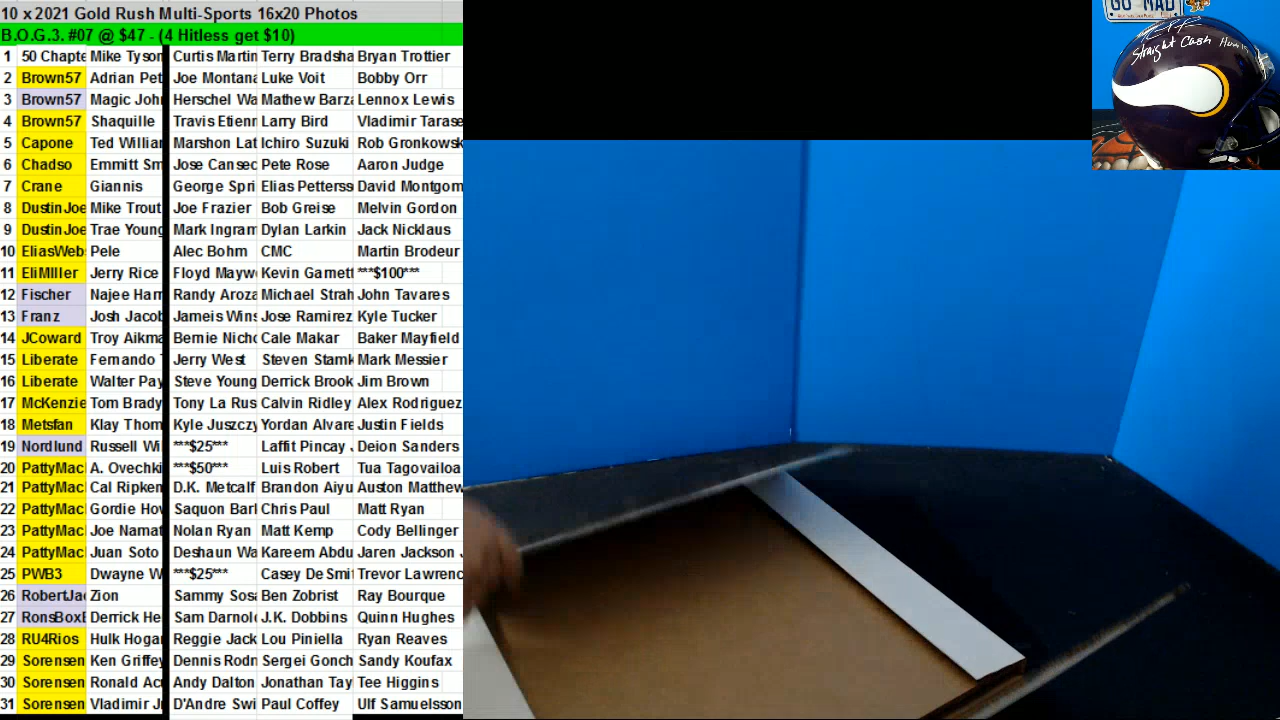 10 x 2021 Gold Rush Multi-Sports 16x20 Photos
B.O.G.3. #07 @ $47 - (4 Hitless get $10)
1 50 Chapte Mike Tyson Curtis Martin Terry Bradsha Bryan Trottier
2 Brown57 Adrian Pet Joe Montana Luke Voit Bobby Orr
3 Brown57 Magic John Herschel Wa Mathew Barza Lennox Lewis
4 Brown57 Shaquille Travis Etienn Larry Bird Vladimir Tarase
5 Capone Ted Willian Marshon Lat Ichiro Suzuki Rob Gronkowsk
6 Chadso Emmitt Sm Jose Cansec Pete Rose Aaron Judge
7 Crane Giannis George Spri Elias Petterss David Montgom
8 DustinJoe Mike Trout Joe Frazier Bob Greise Melvin Gordon
9 DustinJoe Trae Young Mark Ingram Dylan Larkin Jack Nicklaus
10 EliasWeb Pele Alec Bohm CMC Martin Brodeur
11 EliMIller Jerry Rice Floyd Maywe Kevin Garnett ***$100***
12 Fischer Najee Harr Randy Aroza Michael Strah John Tavares
13 Franz Josh Jacob Jameis Wins Jose Ramirez Kyle Tucker
14 JCoward Troy Aikma Bernie Nicho Cale Makar Baker Mayfield
15 Liberate Fernando T Jerry West Steven Stamk Mark Messier
16 Liberate Walter Pay Steve Young Derrick Brook Jim Brown
17 McKenzie Tom Brady Tony La Rus Calvin Ridley Alex Rodriguez
18 Metsfan Klay Thom Kyle Juszczy Yordan Alvare Justin Fields
19 Nordlund Russell Wi ***$25*** Laffit Pincay J Deion Sanders
20 PattyMac A. Ovechki ***$50*** Luis Robert Tua Tagovailoa
21 PattyMac Cal Ripken D.K. Metcalf Brandon Aiyu Auston Matthew
22 PattyMac Gordie How Saquon Barl Chris Paul Matt Ryan
23 PattyMac Joe Namat Nolan Ryan Matt Kemp Cody Bellinger
24 PattyMac Juan Soto Deshaun Wa Kareem Abdu Jaren Jackson J
25 PWB3 Dwayne W ***$25*** Casey DeSmit Trevor Lawrenc
26 RobertJac Zion Sammy Sosa Ben Zobrist Ray Bourque
27 RonsBoxB Derrick He Sam Darnold J.K. Dobbins Quinn Hughes
28 RU4Rios Hulk Hogan Reggie Jack Lou Piniella Ryan Reaves
29 Sorensen Ken Griffey Dennis Rodn Sergei Gonch Sandy Koufax
30 Sorensen Ronald Acu Andy Dalton Jonathan Tay Tee Higgins
31 Sorensen Vladimir Jr D'Andre Swi Paul Coffey Ulf Samuelsson
GO MAD
Straight Cash